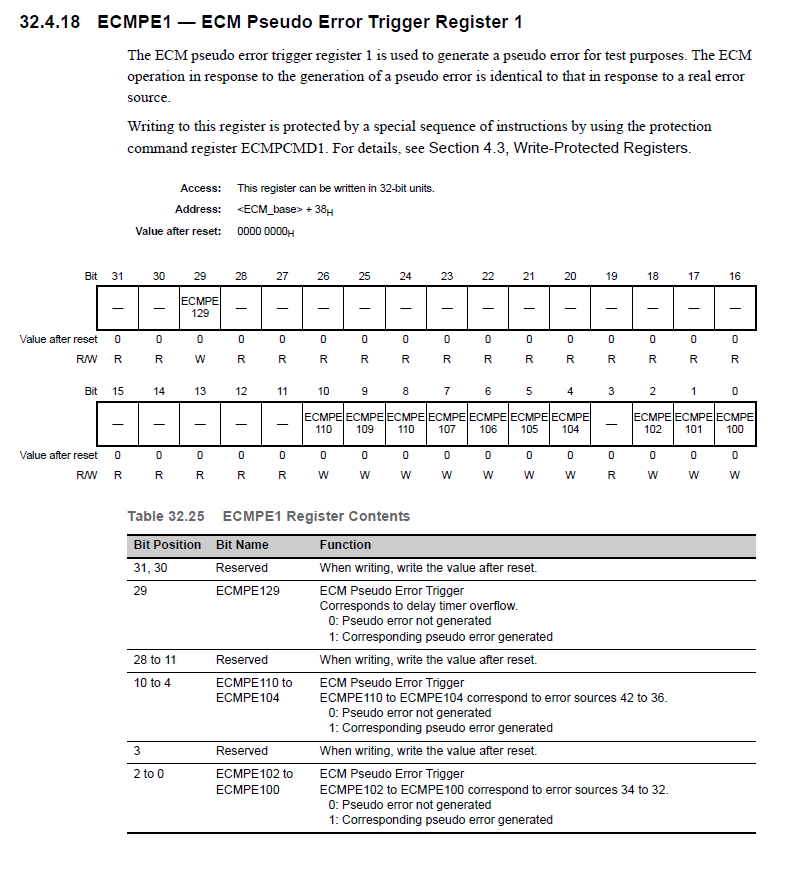 32.4.18 ECMPE1 — ECM Pseudo Error Trigger Register 1
The ECM pseudo error trigger register 1 is used to generate a pseudo error for test purposes. The ECM
operation in response to the generation of a pseudo error is identical to that in response to a real error
source.
Writing to this register is protected by a special sequence of instructions by using the protection
command register ECMPCMD1. For details, see Section 4.3, Write-Protected Registers.
Access: This register can be written in 32-bit units.
Address: <ECM_base> + 38H
Value after reset: 0000 0000H
Bit 31 30 29 28 27 26 25 24 23 22 21 20 19 18 17 16
— — ECMPE 129 — — — — — — — — — — — — —
Value after reset 0 0 0 0 0 0 0 0 0 0 0 0 0 0 0 0
R/W R R W R R R R R R R R R R R R R
Bit 15 14 13 12 11 10 9 8 7 6 5 4 3 2 1 0
— — — — — ECMPE 110 ECMPE 109 ECMPE 110 ECMPE 107 ECMPE 106 ECMPE 105 ECMPE 104 — ECMPE 102 ECMPE 101 ECMPE 100
Value after reset 0 0 0 0 0 0 0 0 0 0 0 0 0 0 0 0
R/W R R R R R W W W W W W W R W W W
Table 32.25 ECMPE1 Register Contents
Bit Position Bit Name Function
31, 30 Reserved When writing, write the value after reset.
29 ECMPE129 ECM Pseudo Error Trigger
Corresponds to delay timer overflow.
0: Pseudo error not generated
1: Corresponding pseudo error generated
28 to 11 Reserved When writing, write the value after reset.
10 to 4 ECMPE110 to ECM Pseudo Error Trigger
ECMPE104 ECMPE110 to ECMPE104 correspond to error sources 42 to 36.
0: Pseudo error not generated
1: Corresponding pseudo error generated
3 Reserved When writing, write the value after reset.
2 to 0 ECMPE102 to ECM Pseudo Error Trigger
ECMPE100 ECMPE102 to ECMPE100 correspond to error sources 34 to 32.
0: Pseudo error not generated
1: Corresponding pseudo error generated